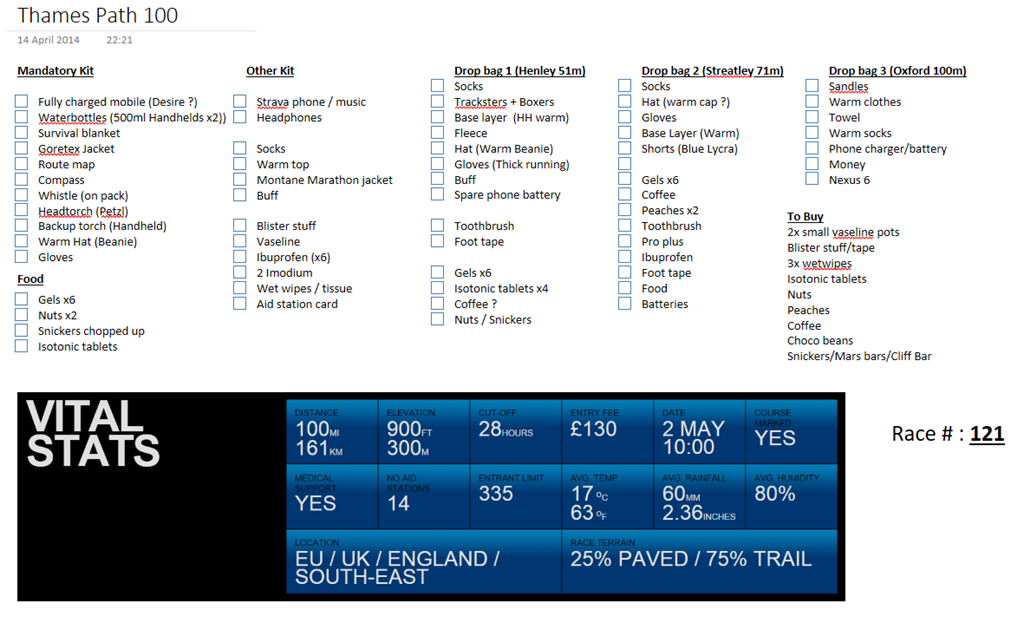 Thames Path 100
14 April 2014 22:21
Mandatory Kit
Fully charged mobile (Desire ?)
Waterbottles (500ml Handhelds x2))
Survival blanket
Goretex Jacket
Route map
Compass
Whistle (on pack)
Headtorch (Petzl)
Backup torch (Handheld)
Warm Hat (Beanie)
Gloves
Food
Gels x6
Nuts x2
Snickers chopped up
Isotonic tablets
Other Kit
Strava phone / music
Headphones
Socks
Warm top
Montane Marathon jacket
Buff
Blister stuff
Vaseline
Ibuprofen (x6)
2 Imodium
Wet wipes / tissue
Aid station card
Drop bag 1 (Henley 51m)
Socks
Tracksters + Boxers
Base layer (HH warm)
Fleece
Hat (Warm Beanie)
Gloves (Thick running)
Buff
Spare phone battery
Toothbrush
Foot tape
Gels x6
Isotonic tablets x4
Coffee ?
Nuts / Snickers
Drop bag 2 (Streatley 71m)
Socks
Hat (warm cap ?)
Gloves
Base Layer (Warm)
Shorts (Blue Lycra)
Gels x6
Coffee
Peaches x2
Toothbrush
Pro plus
Ibuprofen
Foot tape
Food
Batteries
Drop bag 3 (Oxford 100m)
Sandles
Warm clothes
Towel
Warm socks
Phone charger/battery
Money
Nexus 6
To Buy
2x small vaseline pots
Blister stuff/tape
3x wetwipes
Isotonic tablets
Nuts
Peaches
Coffee
Choco beans
Snickers/Mars bars/Cliff Bar
VITAL
STATS
DISTANCE
100MI
161KM
ELEVATION
900FT
300M
CUT-OFF
28HOURS
ENTRY FEE
£130
DATE
2 MAY
10:00
COURSE
MARKED
YES
MEDICAL
SUPPORT
YES
NO AID
STATIONS
14
ENTRANT LIMIT
335
AVG. TEMP
17 °C
63 °F
AVG. RAINFALL
60MM
2.36INCHES
AVG. HUMIDITY
80%
LOCATION
EU / UK / ENGLAND /
SOUTH-EAST
RACE TERRAIN
25% PAVED / 75% TRAIL
Race # : 121